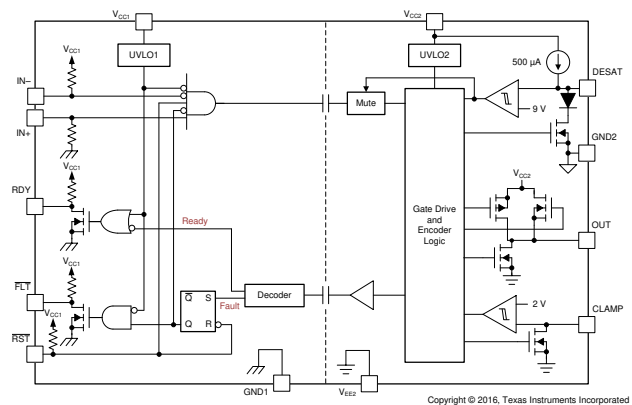 VCC1
VCC2
VCC1
UVLO1
UVLO2
500 µA
DESAT
IN–
Mute
9 V
IN+
GND2
VCC1
RDY
VCC2
Ready
Gate Drive
and
Encoder
Logic
OUT
VCC1
FLT
Q S
Decoder
2 V
Fault
VCC1
CLAMP
Q R
RST
GND1
VEE2
Copyright © 2016, Texas Instruments Incorporated